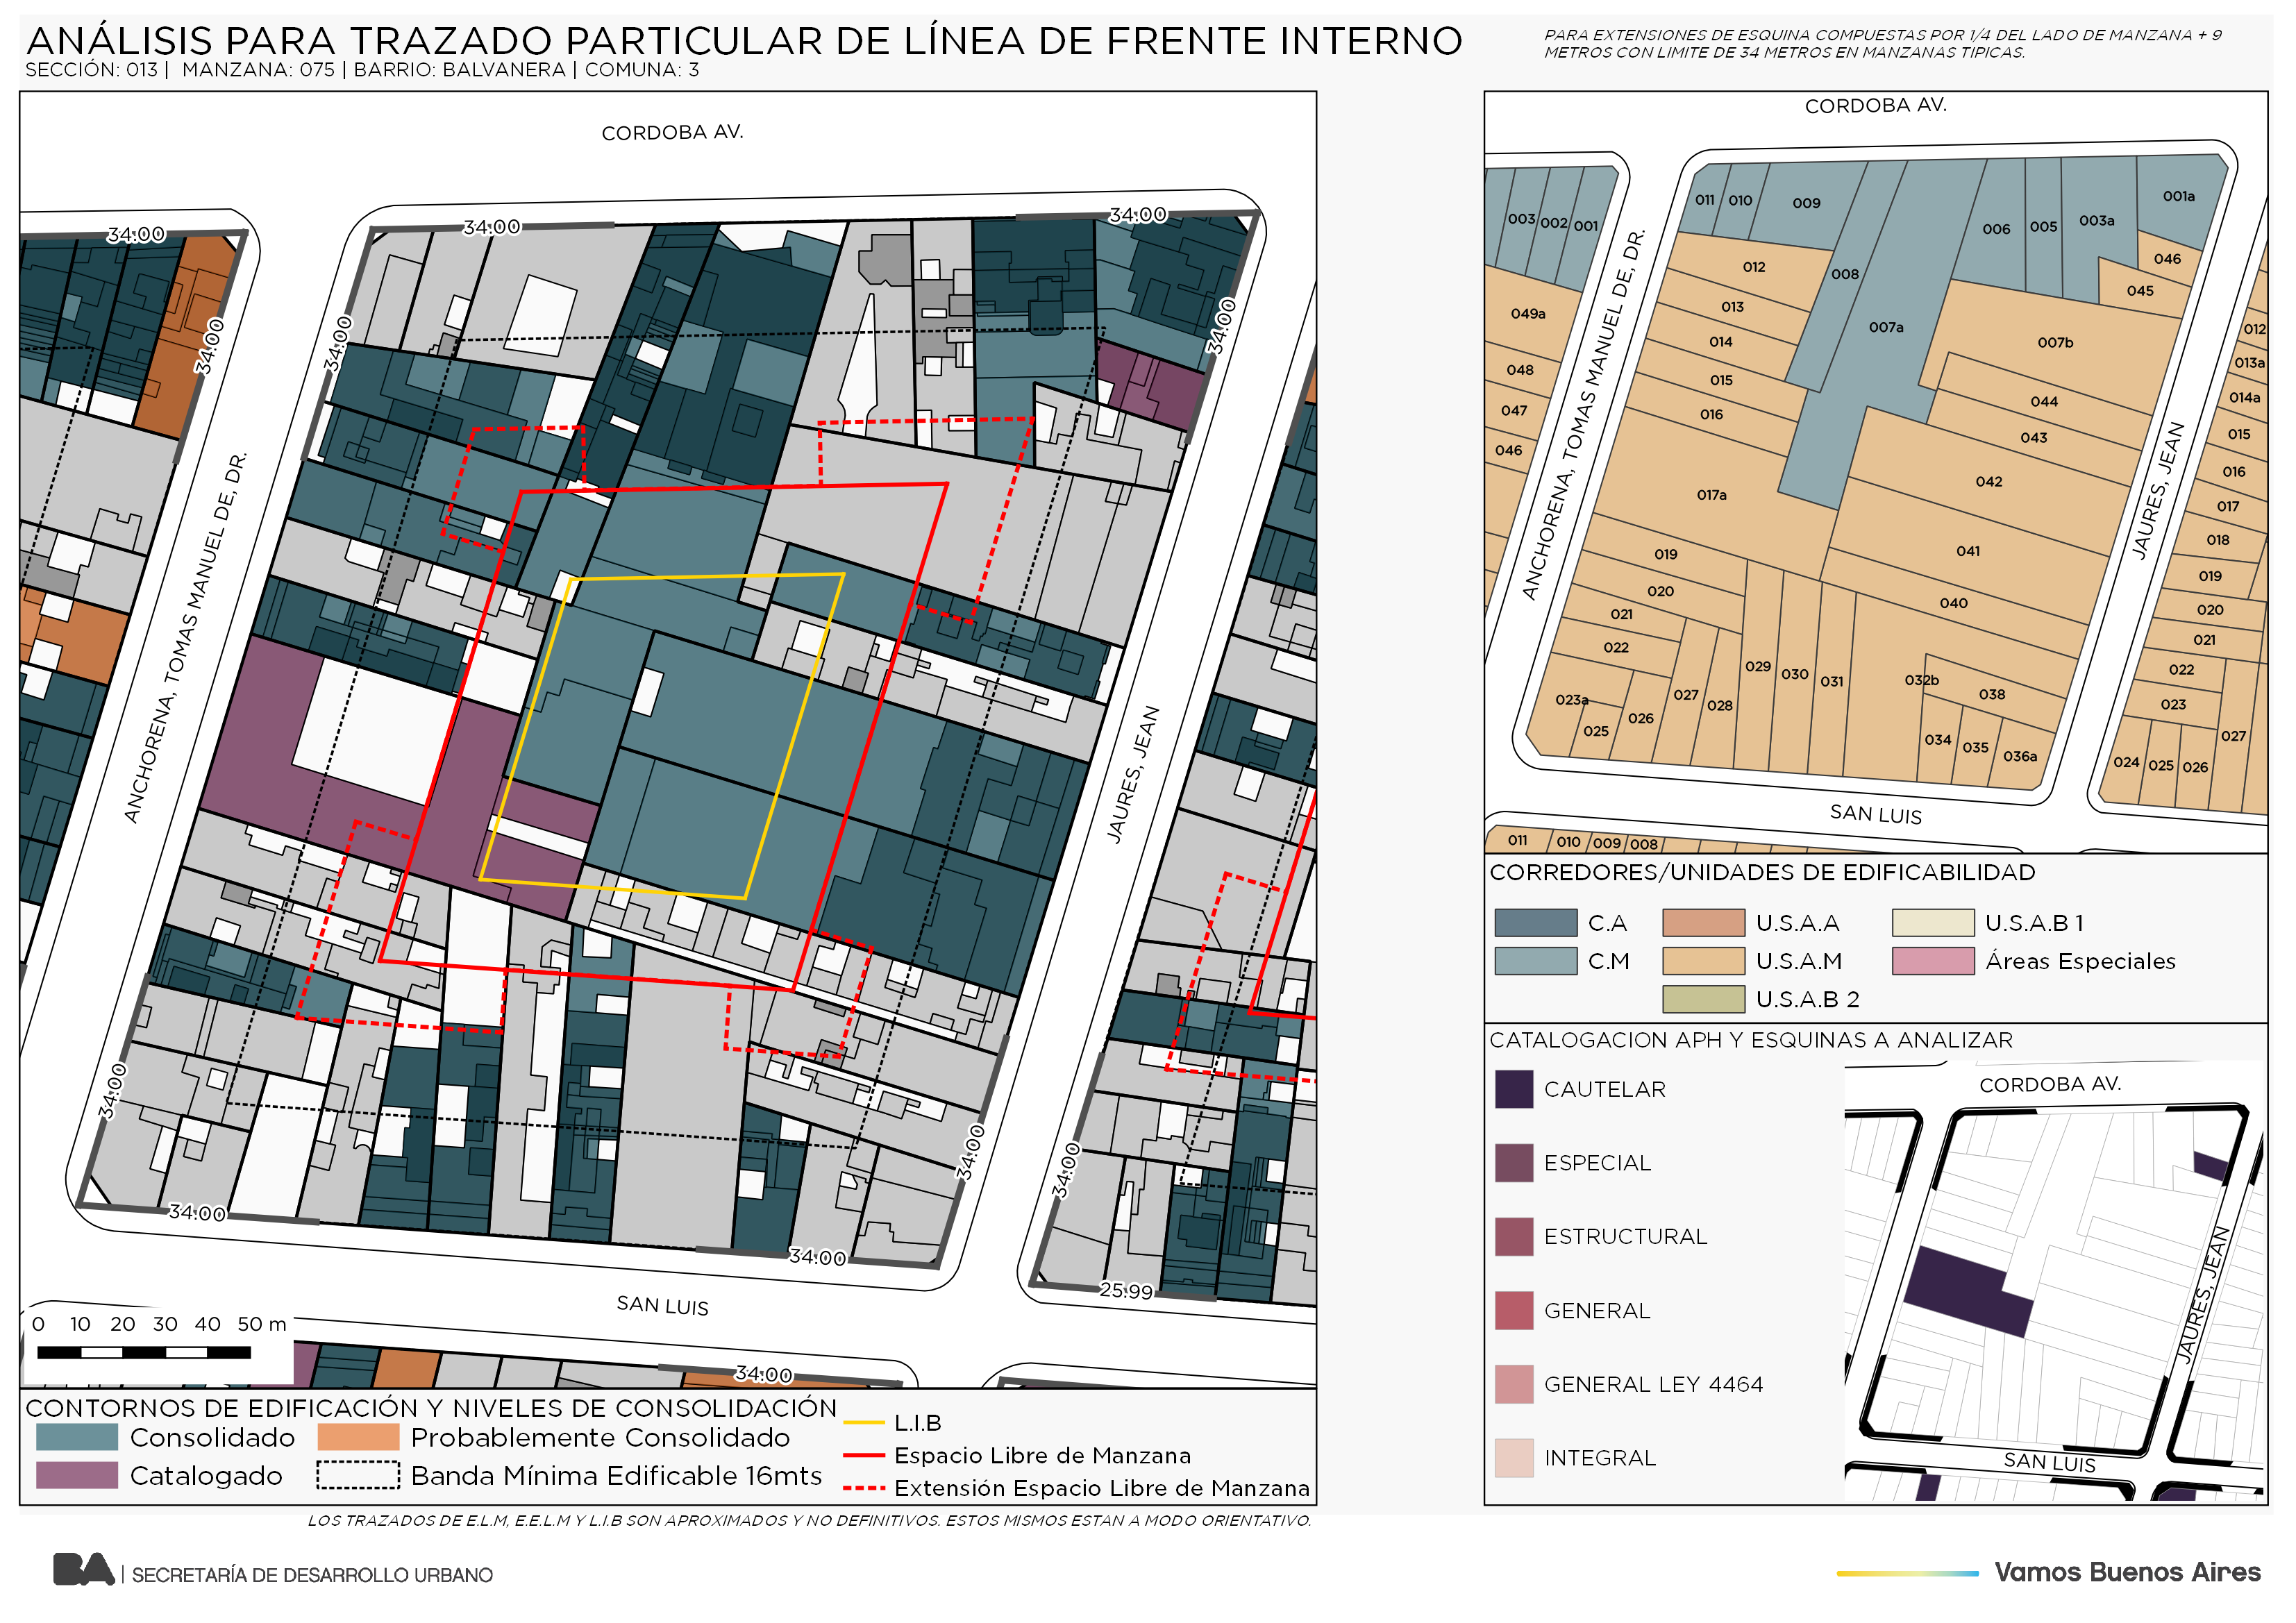 ANÁLISIS PARA TRAZADO PARTICULAR DE LÍNEA DE FRENTE INTERNO
SECCIÓN: 013 | MANZANA: 075 | BARRIO: BALVANERA | COMUNA: 3
PARA EXTENSIONES DE ESQUINA COMPUESTAS POR 1/4 DEL LADO DE MANZANA + 9
METROS CON LIMITE DE 34 METROS EN MANZANAS TIPICAS.
CORDOBA AV.
34.00
34.00
34.00
34.00
34.00
34.00
ANCHORENA, TOMAS MANUEL DE, DR.
ANCHORENA, TOMAS MANUEL DE, DR.
JAURES, JEAN
34.00
34.00
34.00
34.00
34.00
25.99
SAN LUIS
34.00
0 10 20 30 40 50 m
CONTORNOS DE EDIFICACIÓN Y NIVELES DE CONSOLIDACIÓN
Consolidado
Probablemente Consolidado
Catalogado
Banda Mínima Edificable 16mts
L.I.B
Espacio Libre de Manzana
Extensión Espacio Libre de Manzana
LOS TRAZADOS DE E.L.M, E.E.L.M Y L.I.B SON APROXIMADOS Y NO DEFINITIVOS. ESTOS MISMOS ESTAN A MODO ORIENTATIVO.
CORDOBA AV.
003 002 001
011 010 009
008
007a
006 005 003a 001a
046
045
012
013
014
015
016
017a
007b
044
043
042
041
040
019
020
021
022
023a
025
026
027
028
029
030
031
032b
038
034
035
036a
049a
048
047
046
012
013a
014a
015
016
017
018
019
020
021
022
023
024 025 026
027
ANCHORENA, TOMAS MANUEL DE, DR.
JAURES, JEAN
SAN LUIS
011 010 009 008
CORREDORES/UNIDADES DE EDIFICABILIDAD
C.A
U.S.A.A
U.S.A.B 1
C.M
U.S.A.M
Áreas Especiales
U.S.A.B 2
CATALOGACION APH Y ESQUINAS A ANALIZAR
CAUTELAR
ESPECIAL
ESTRUCTURAL
GENERAL
GENERAL LEY 4464
INTEGRAL
CORDOBA AV.
JAURES, JEAN
SAN LUIS
BA | SECRETARÍA DE DESARROLLO URBANO
Vamos Buenos Aires